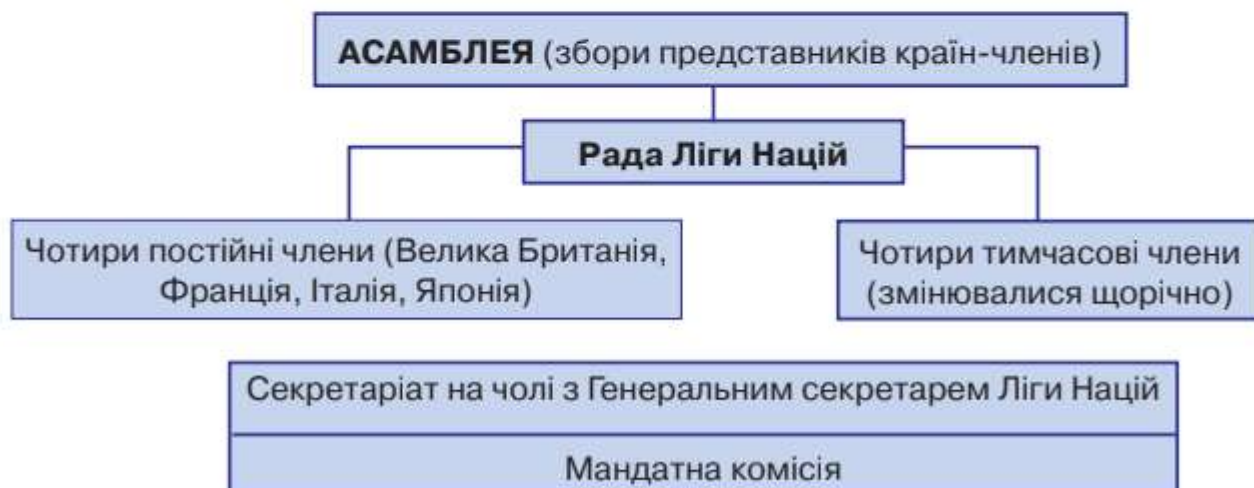 АСАМБЛЕЯ (збори представників країн-членів)
Рада Ліги Націй
Чотири постійні члени (Велика Британія,
Франція, Італія, Японія)
Чотири тимчасові члени
(змінювалися щорічно)
Секретаріат на чолі з Генеральним секретарем Ліги Націй
Мандатна комісія